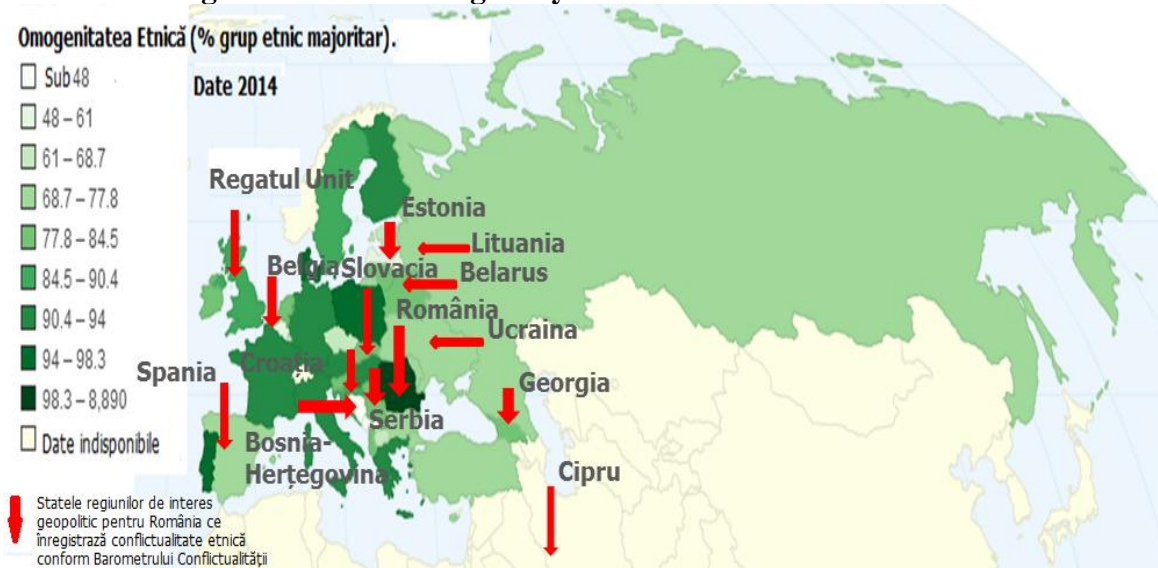 Omogenitatea Etnică (% grup etnic majoritar).
Date 2014
Sub 48
48 – 61
61 – 68.7
68.7 – 77.8
77.8 – 84.5
84.5 – 90.4
90.4 – 94
94 – 98.3
98.3 – 8,890
Date indisponibile
Regatul Unit
Estonia
Lituania
Belgia
Slovacia
Belarus
România
Ucraina
Croația
Spania
Georgia
Serbia
Bosnia-
Herțegovina
Cipru
Statele regiunilor de interes
geopolitic pentru România ce
înregistrază conflictualitate etnică
conform Barometrului Conflictualității